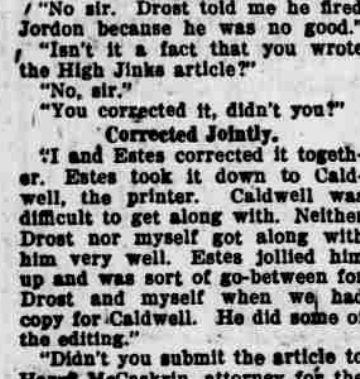 "No sir. Drost told me he fired
Jordon because he was no good."
"Isn't it a fact that you wrote
the High Jinks article?"
"No, sir."
"You corrected it, didn't you?"
Corrected Jointly.
"I and Estes corrected it togeth-
er. Estes took it down to Cald-
well, the printer. Caldwell was
difficult to get along with. Neither
Drost nor myself got along with
him very well. Estes jollied him
up and was sort of go-between for
Drost and myself when we had
copy for Caldwell. He did some of
the editing."
"Didn't you submit the article to
McCaskrin, attorney for the